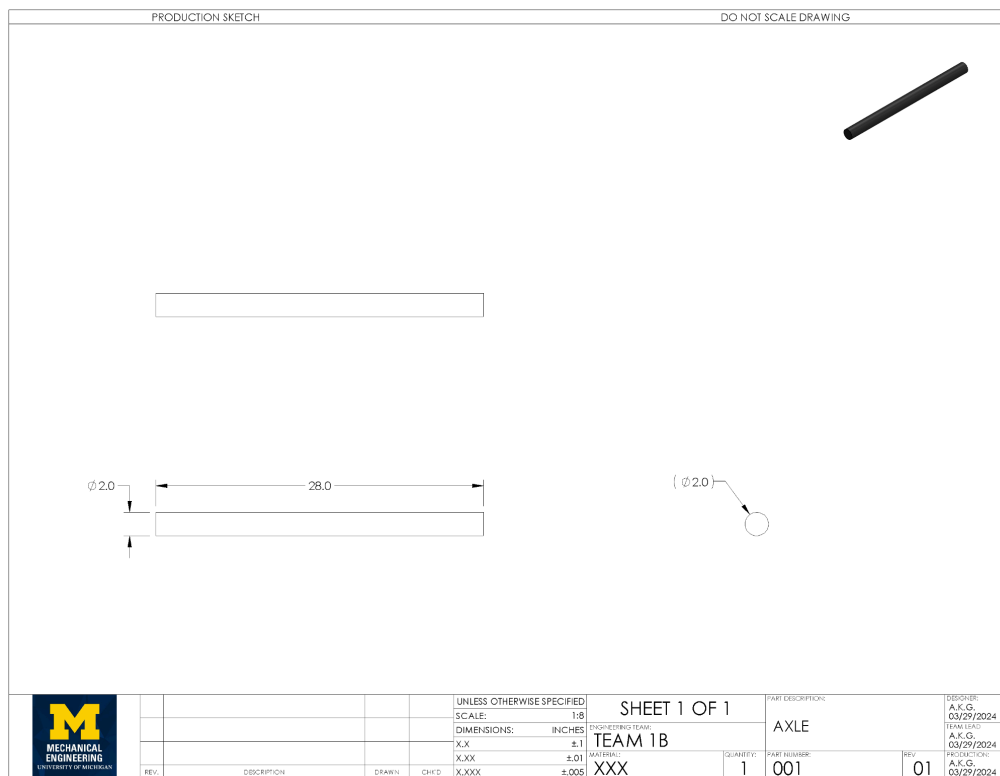 PRODUCTION SKETCH
DO NOT SCALE DRAWING
⌀2.0
28.0
( ⌀2.0 )
M
MECHANICAL
ENGINEERING
UNIVERSITY OF MICHIGAN
REV.
DESCRIPTION
DRAWN
CHK'D
UNLESS OTHERWISE SPECIFIED
SCALE: 1:8
DIMENSIONS: INCHES
X.X ±.1
X.XX ±.01
X.XXX ±.005
SHEET 1 OF 1
ENGINEERING TEAM:
TEAM 1B
MATERIAL:
XXX
QUANTITY:
1
PART DESCRIPTION:
AXLE
PART NUMBER:
001
REV
01
DESIGNER:
A.K.G.
03/29/2024
TEAM LEAD
A.K.G.
03/29/2024
PRODUCTION:
A.K.G.
03/29/2024